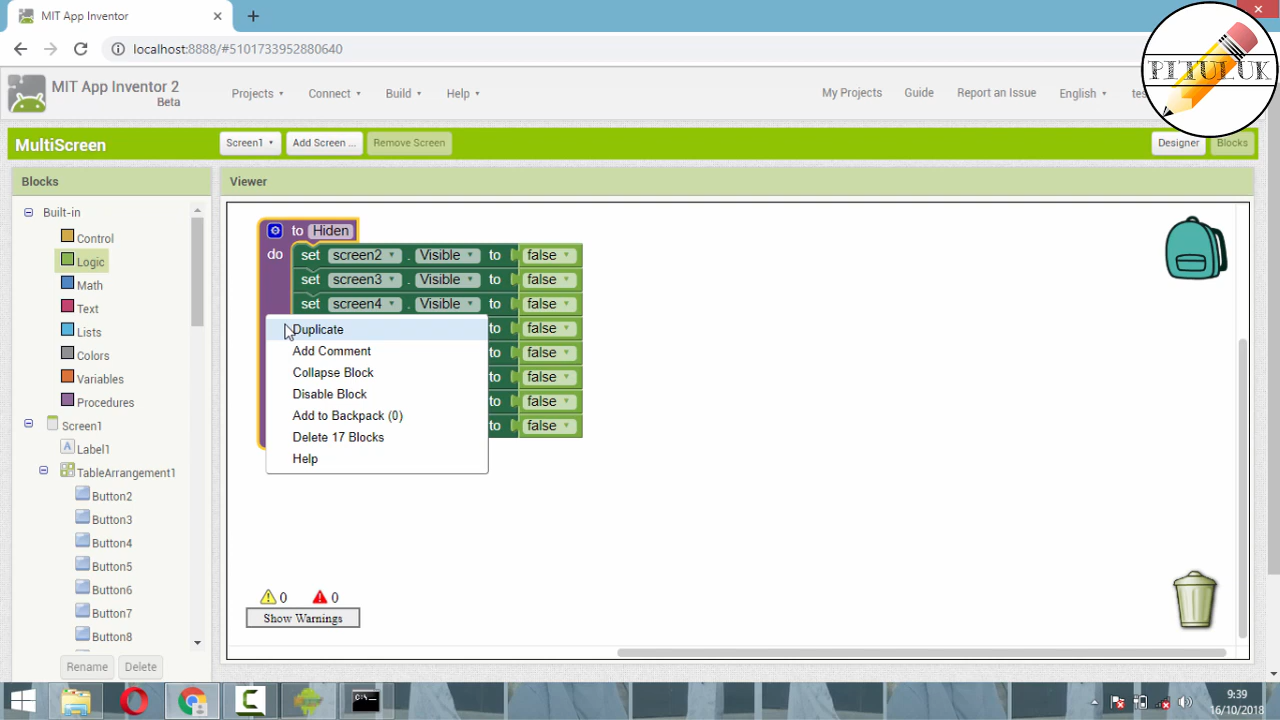 MIT App Inventor
localhost:8888/#5101733952880640
PITULUK
MIT App Inventor 2
Beta
Projects
Connect
Build
Help
My Projects
Guide
Report an Issue
English
MultiScreen
Screen1
Add Screen ...
Remove Screen
Designer
Blocks
Blocks
Viewer
Built-in
Control
Logic
Math
Text
Lists
Colors
Variables
Procedures
Screen1
Label1
TableArrangement1
Button2
Button3
Button4
Button5
Button6
Button7
Button8
Rename
Delete
to Hiden
do set screen2 . Visible to false
set screen3 . Visible to false
set screen4 . Visible to false
to false
to false
to false
to false
to false
Duplicate
Add Comment
Collapse Block
Disable Block
Add to Backpack (0)
Delete 17 Blocks
Help
0 0
Show Warnings
9:39
16/10/2018